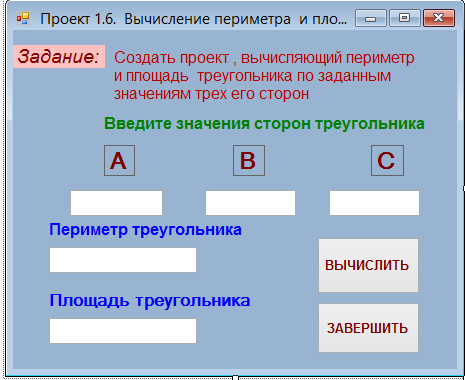 Проект 1.6. Вычисление периметра и пло...
Задание: Создать проект , вычисляющий периметр
и площадь треугольника по заданным
значениям трех его сторон
Введите значения сторон треугольника
A B C
Периметр треугольника
ВЫЧИСЛИТЬ
Площадь треугольника
ЗАВЕРШИТЬ